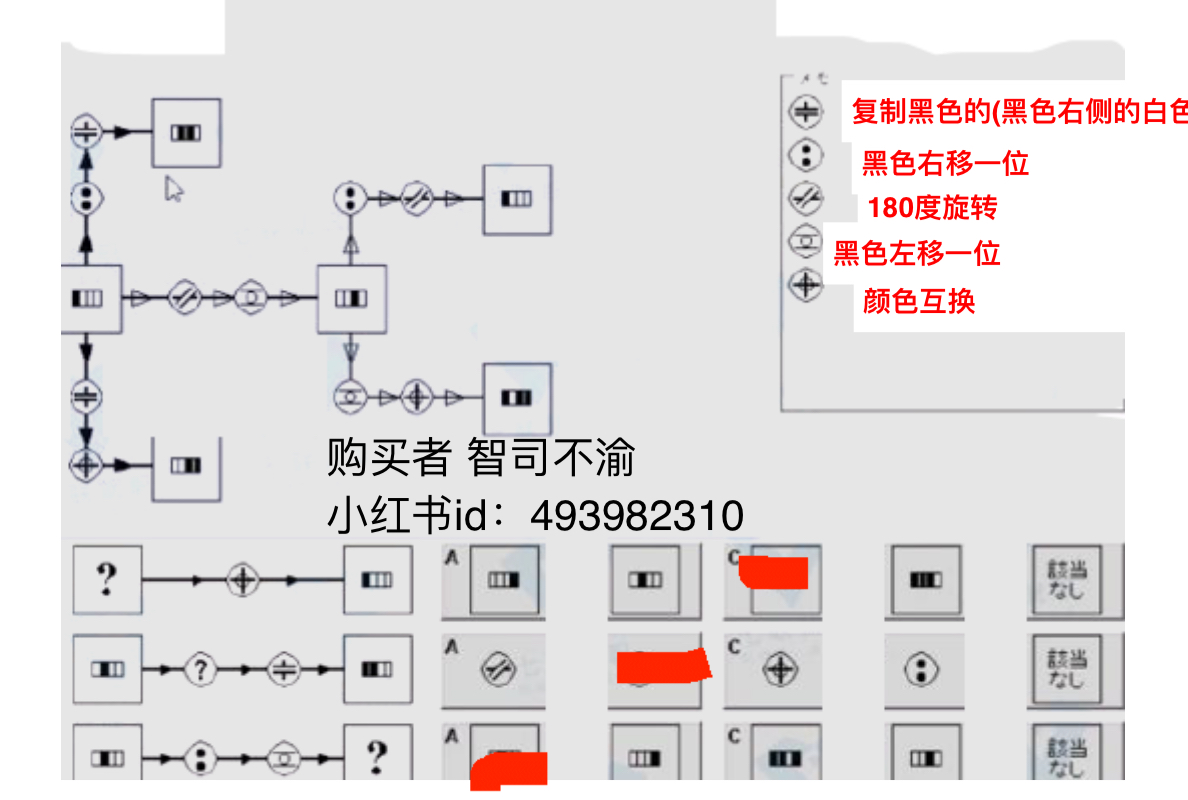 メモ
复制黑色的(黑色右侧的白色
黑色右移一位
180度旋转
黑色左移一位
颜色互换
购买者 智司不渝
小红书id：493982310
? A C 該当
なし
? A C 該当
なし
? A C 該当
なし